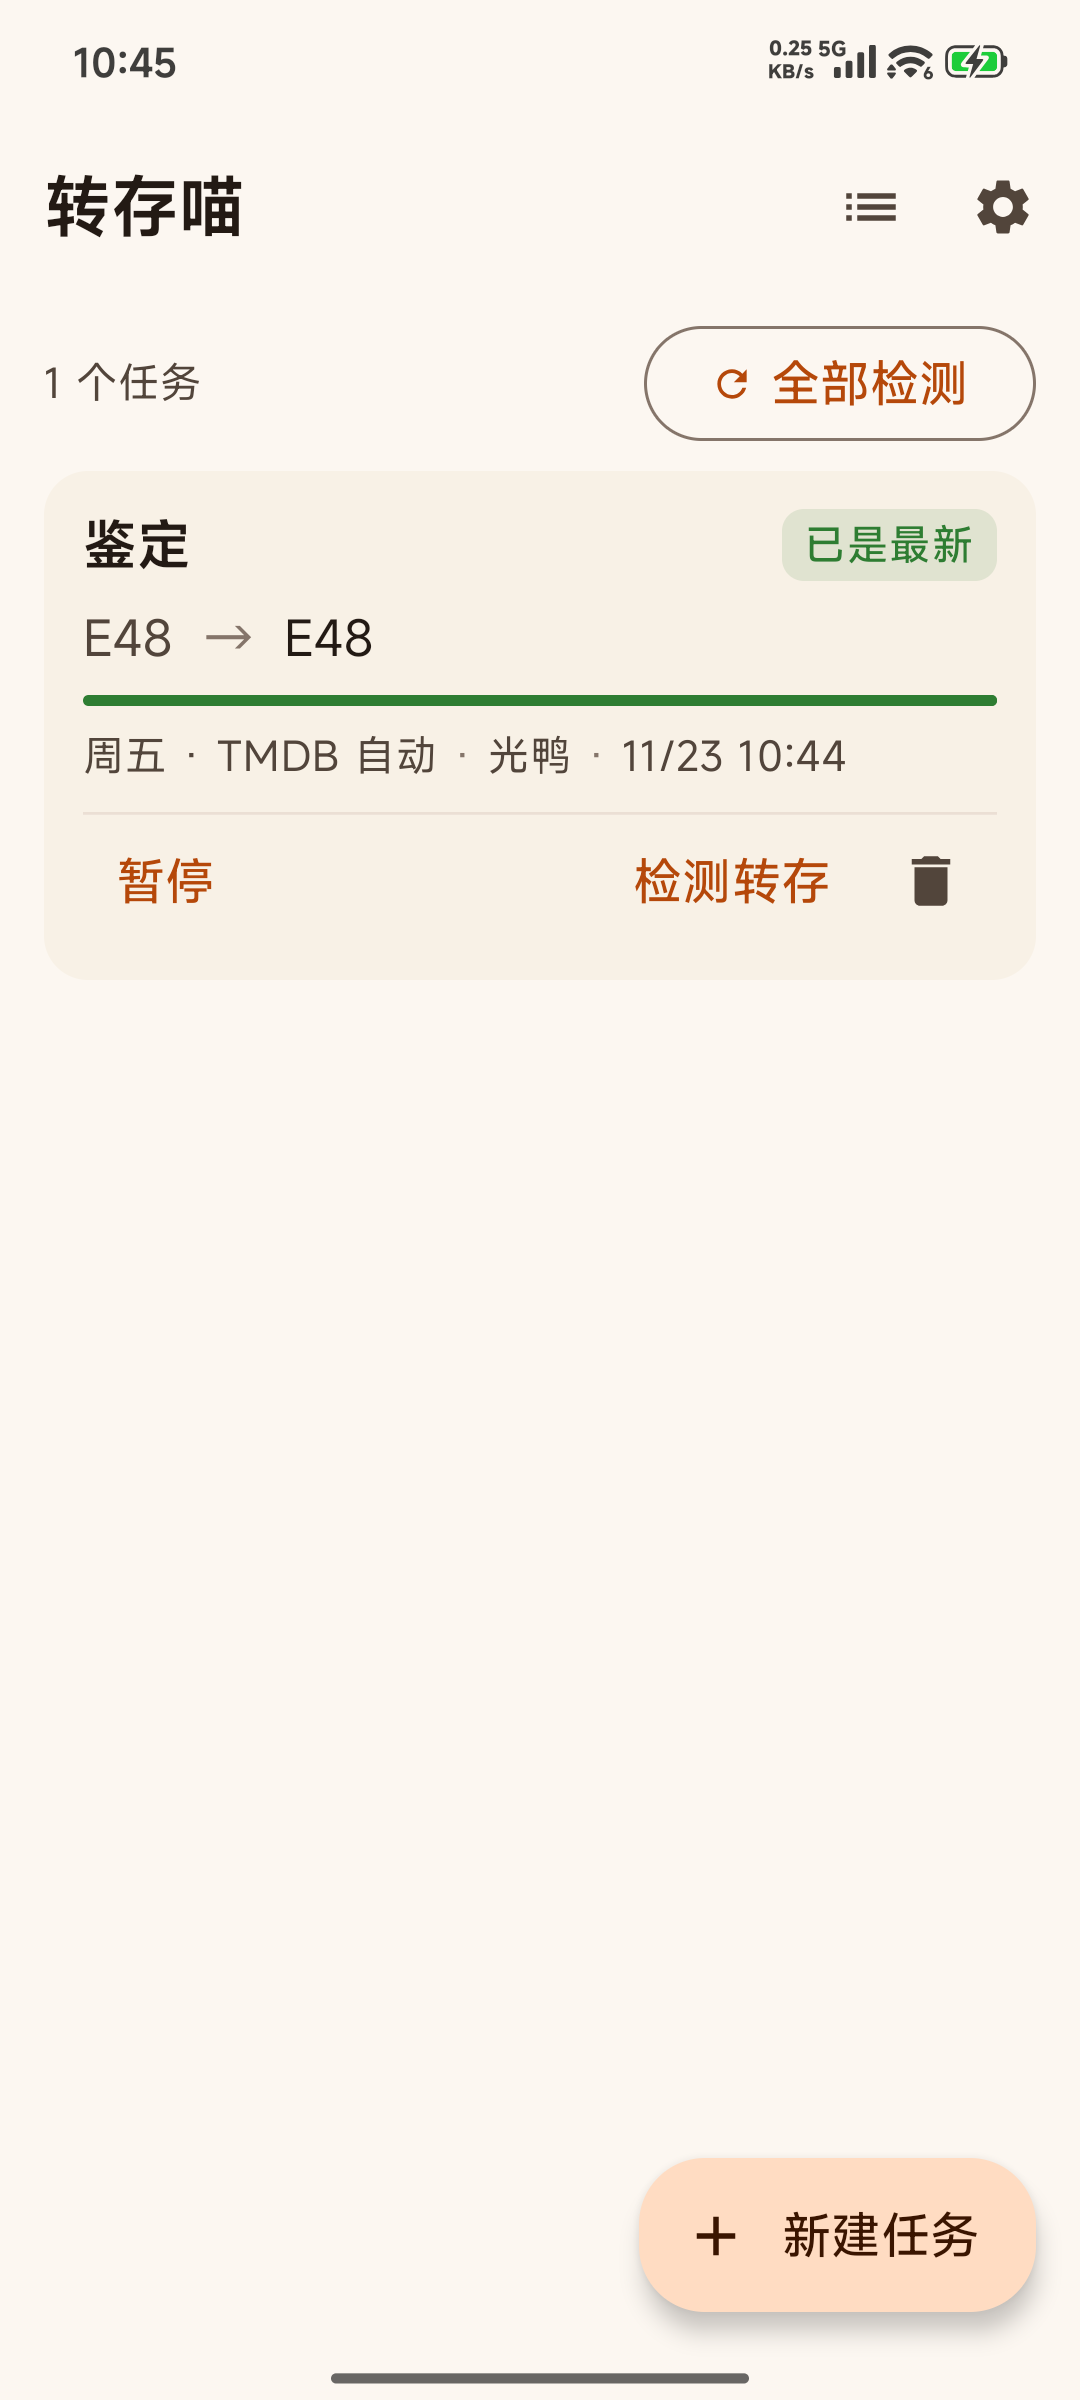 10:45
0.25 5G
KB/s
6
转存喵
1 个任务
全部检测
鉴定
已是最新
E48 → E48
周五 · TMDB 自动 · 光鸭 · 11/23 10:44
暂停
检测转存
+ 新建任务